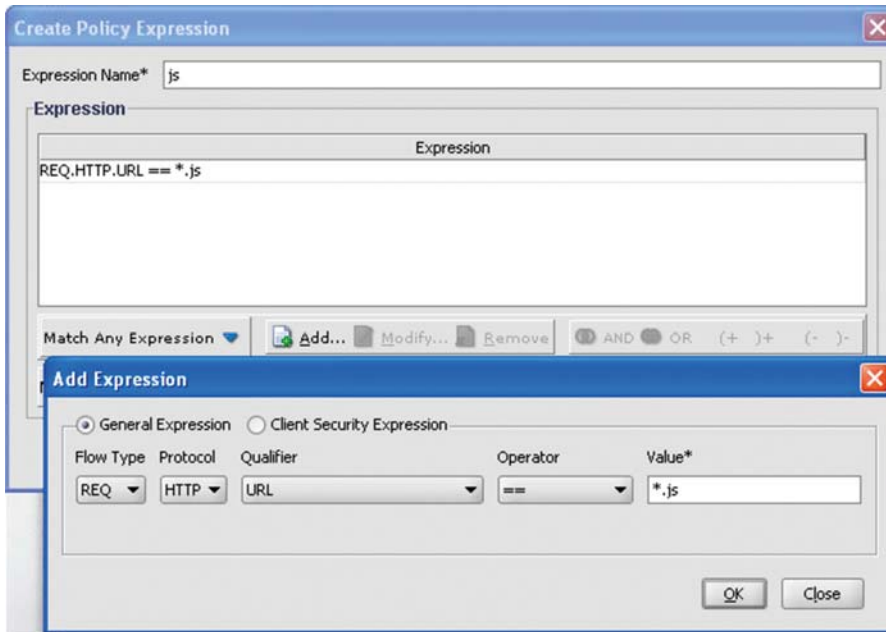 Create Policy Expression
Expression Name* js
Expression
Expression
REQ.HTTP.URL == *.js
Match Any Expression Add... Modify... Remove AND OR (+ )+ (- )-
Add Expression
General Expression Client Security Expression
Flow Type Protocol Qualifier Operator Value*
REQ HTTP URL == *.js
OK Close